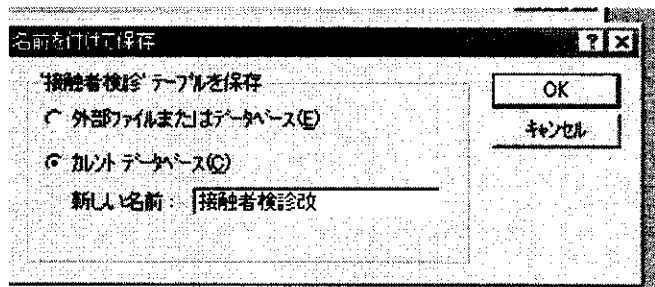 名前を付けて保存
'接触者検診' テーブルを保存
OK
外部ファイルまたはデータベース(E)
キャンセル
カレント データベース(C)
新しい名前： 接触者検診改